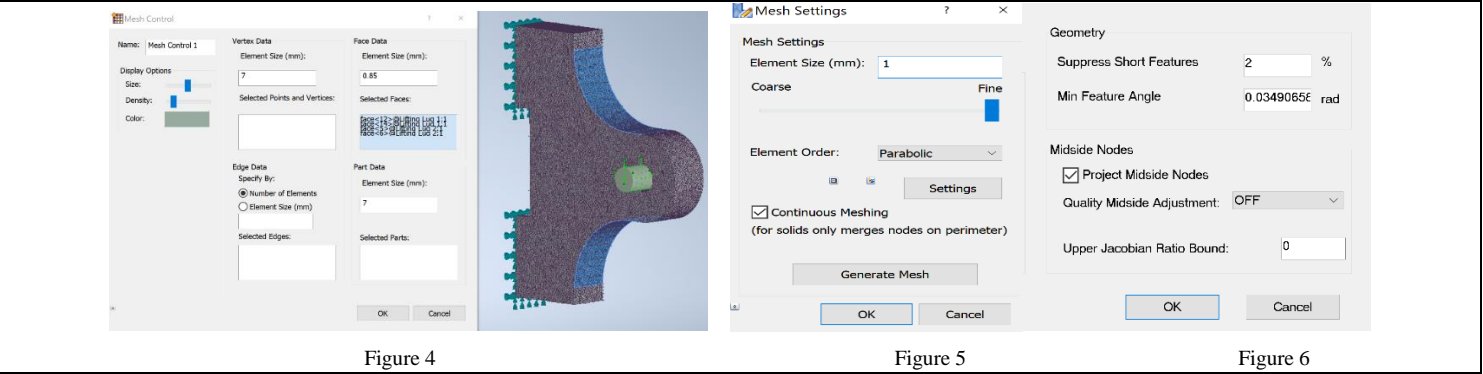 Mesh Control
? ×
Name: Mesh Control 1
Display Options
Size:
Density:
Color:
Vertex Data
Element Size (mm):
7
Selected Points and Vertices:
Edge Data
Specify By:
Number of Elements
Element Size (mm)
Selected Edges:
Face Data
Element Size (mm):
0.85
Selected Faces:
Part Data
Element Size (mm):
7
Selected Parts:
OK Cancel
Figure 4
Mesh Settings
? ×
Mesh Settings
Element Size (mm): 1
Coarse Fine
Element Order: Parabolic
Settings
Continuous Meshing
(for solids only merges nodes on perimeter)
Generate Mesh
OK Cancel
Figure 5
Geometry
Suppress Short Features 2 %
Min Feature Angle 0.03490658 rad
Midside Nodes
Project Midside Nodes
Quality Midside Adjustment: OFF
Upper Jacobian Ratio Bound: 0
OK Cancel
Figure 6